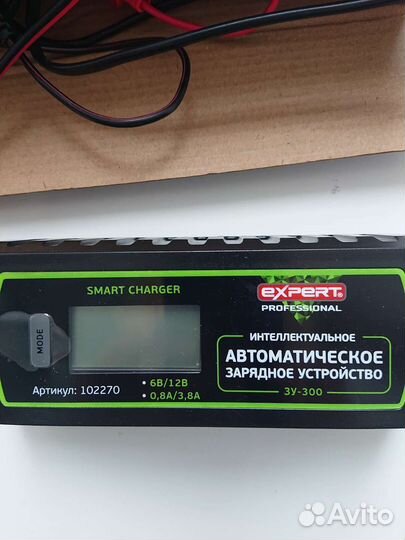 SMART CHARGER
EXPERT®
PROFESSIONAL
MODE
ИНТЕЛЛЕКТУАЛЬНОЕ
АВТОМАТИЧЕСКОЕ
ЗАРЯДНОЕ УСТРОЙСТВО
ЗУ-300
Артикул: 102270
• 6В/12В
• 0,8А/3,8А
Avito